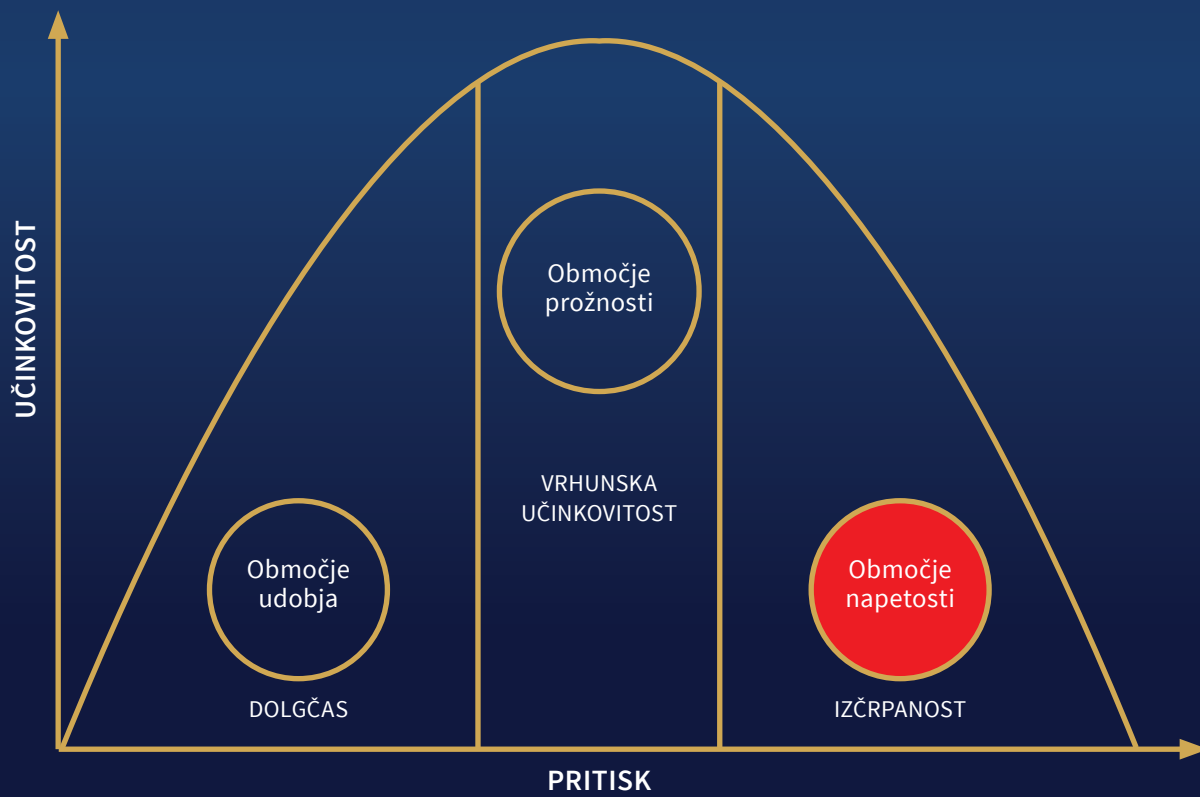 UČINKOVITOST
Območje
prožnosti
VRHUNSKA
UČINKOVITOST
Območje
udobja
DOLGČAS
Območje
napetosti
IZČRPANOST
PRITISK